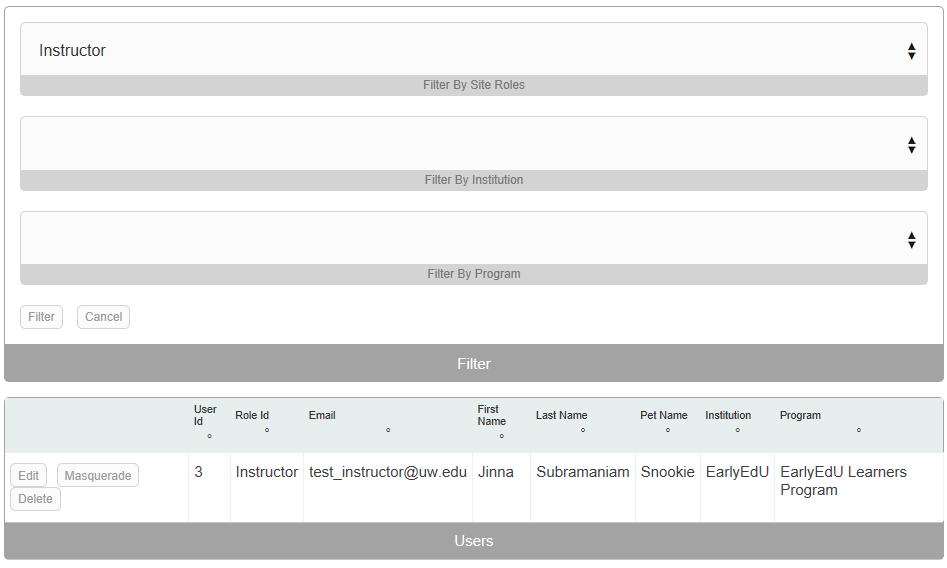 Instructor
Filter By Site Roles
Filter By Institution
Filter By Program
Filter Cancel
Filter
User Id Role Id Email First Name Last Name Pet Name Institution Program
Edit Masquerade Delete 3 Instructor test_instructor@uw.edu Jinna Subramaniam Snookie EarlyEdU EarlyEdU Learners Program
Users